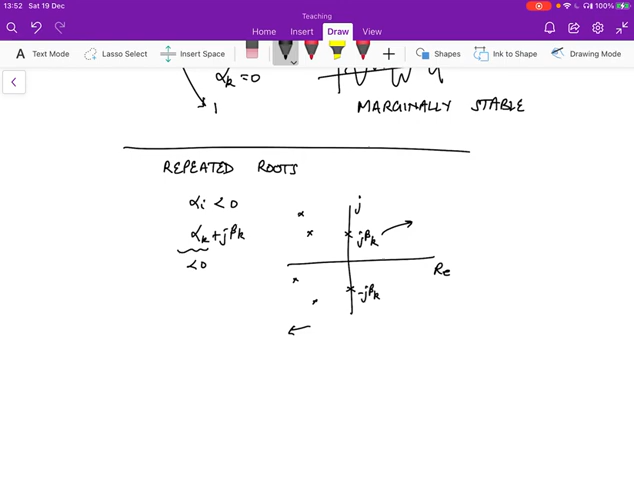 13:52 Sat 19 Dec
100%
Teaching
Home Insert Draw View
A Text Mode Lasso Select Insert Space Shapes Ink to Shape Drawing Mode
αk = 0
MARGINALLY STABLE
REPEATED ROOTS
αi < 0
αk + jβk
< 0
j
jβk
Re
-jβk